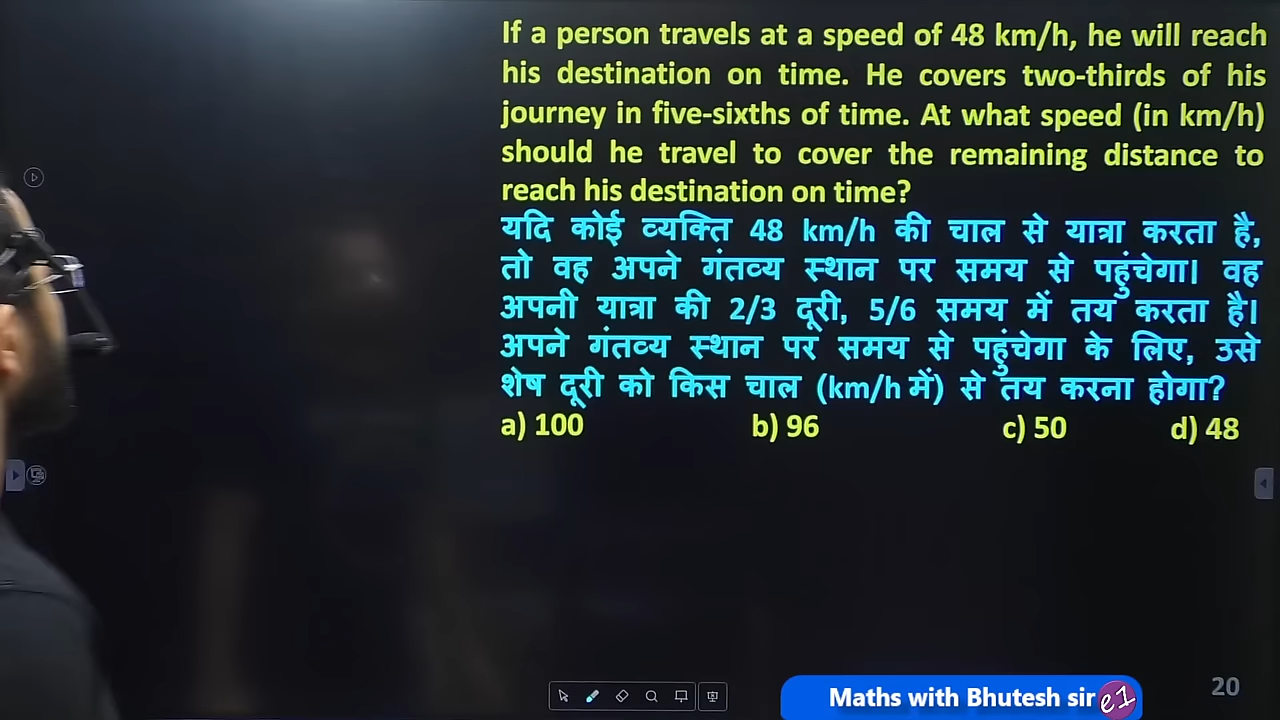 If a person travels at a speed of 48 km/h, he will reach
his destination on time. He covers two-thirds of his
journey in five-sixths of time. At what speed (in km/h)
should he travel to cover the remaining distance to
reach his destination on time?
यदि कोई व्यक्ति 48 km/h की चाल से यात्रा करता है,
तो वह अपने गंतव्य स्थान पर समय से पहुंचेगा। वह
अपनी यात्रा की 2/3 दूरी, 5/6 समय में तय करता है।
अपने गंतव्य स्थान पर समय से पहुंचेगा के लिए, उसे
शेष दूरी को किस चाल (km/h में) से तय करना होगा?
a) 100 b) 96 c) 50 d) 48
Maths with Bhutesh sir e1
20